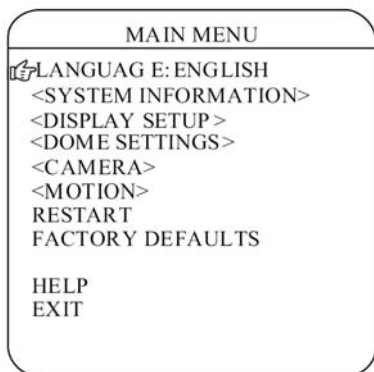 MAIN MENU
LANGUAG E: ENGLISH
<SYSTEM INFORMATION>
<DISPLAY SETUP>
<DOME SETTINGS>
<CAMERA>
<MOTION>
RESTART
FACTORY DEFAULTS
HELP
EXIT